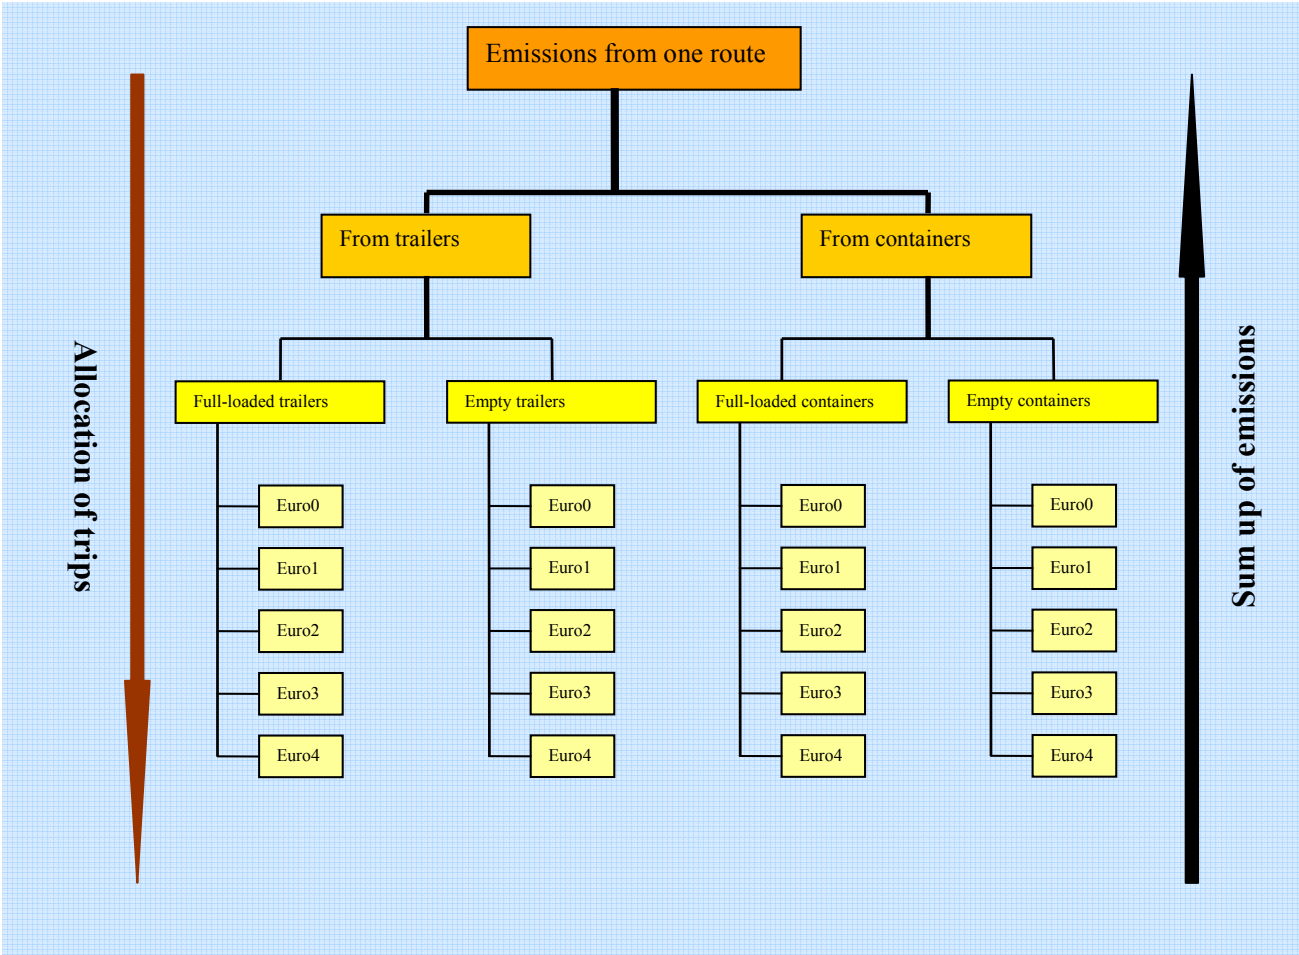 Emissions from one route
From trailers
From containers
Allocation of trips
Sum up of emissions
Full-loaded trailers
Empty trailers
Full-loaded containers
Empty containers
Euro0
Euro1
Euro2
Euro3
Euro4
Euro0
Euro1
Euro2
Euro3
Euro4
Euro0
Euro1
Euro2
Euro3
Euro4
Euro0
Euro1
Euro2
Euro3
Euro4